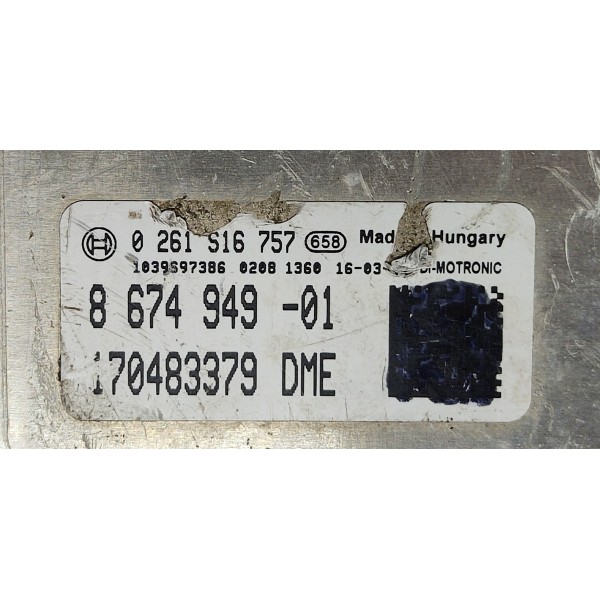 0 261 S16 757 658 Made Hungary
1039S97386 0208 1360 16-03- DI-MOTRONIC
8 674 949 -01
170483379 DME